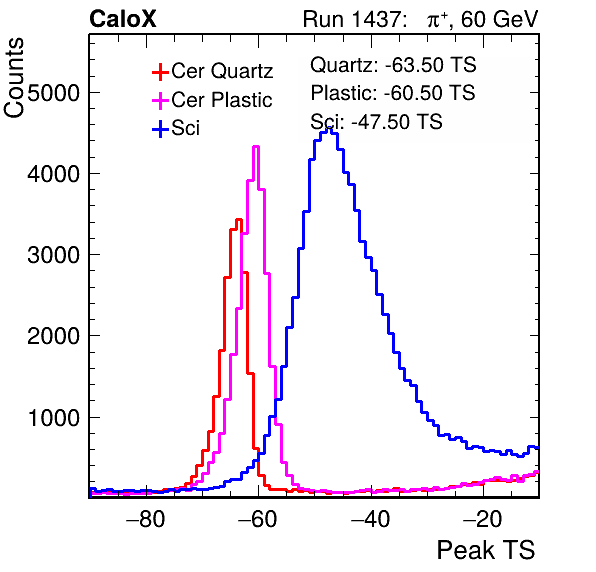 CaloX Run 1437: π⁺, 60 GeV
Counts
Cer Quartz
Cer Plastic
Sci
Quartz: -63.50 TS
Plastic: -60.50 TS
Sci: -47.50 TS
5000
4000
3000
2000
1000
−80 −60 −40 −20
Peak TS